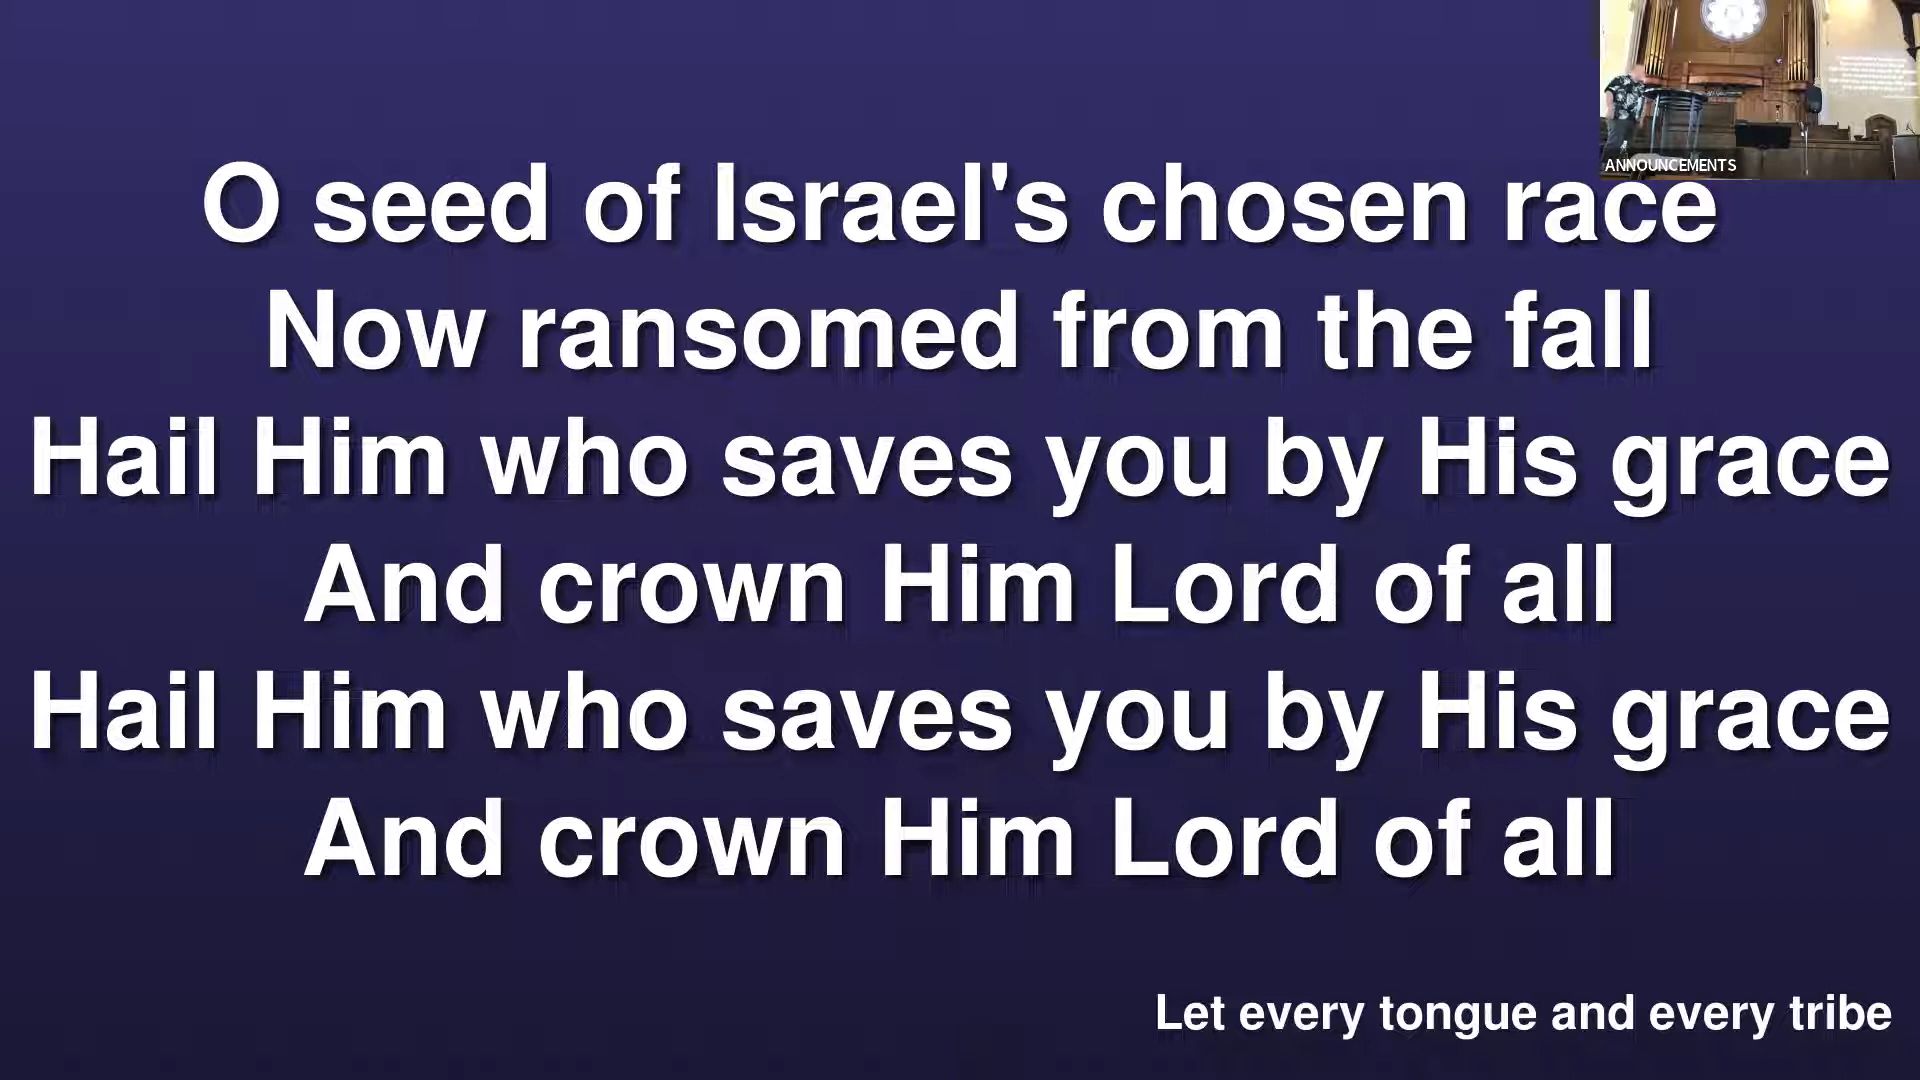 ANNOUNCEMENTS
O seed of Israel's chosen race
Now ransomed from the fall
Hail Him who saves you by His grace
And crown Him Lord of all
Hail Him who saves you by His grace
And crown Him Lord of all
Let every tongue and every tribe